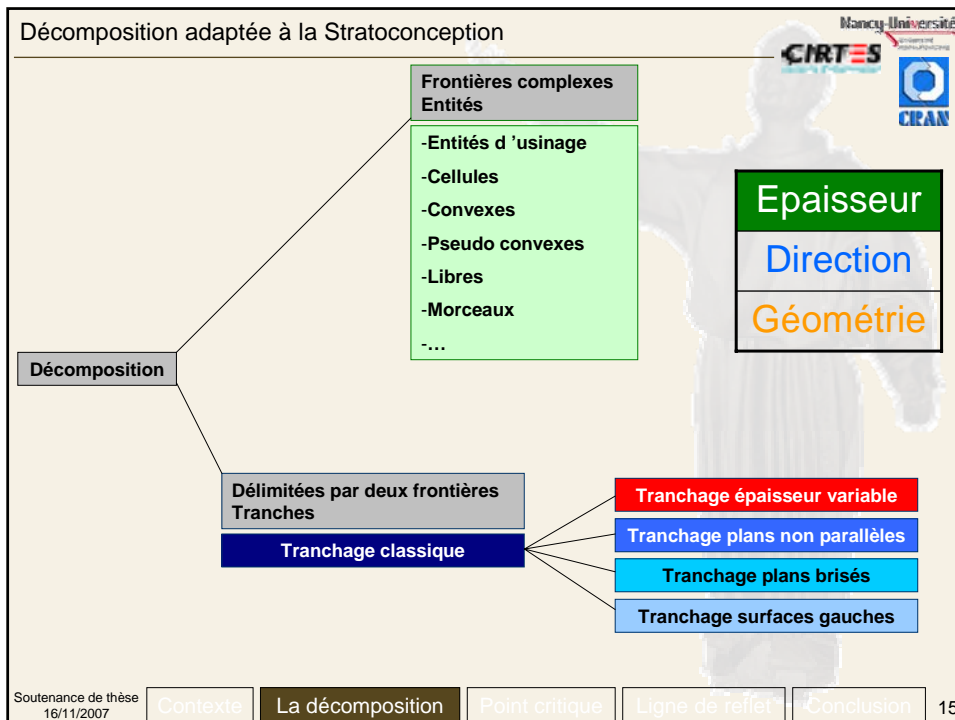 Décomposition adaptée à la Stratoconception
Nancy-Université
CIRTES
CRAN
Frontières complexes
Entités
-Entités d ’usinage
-Cellules
-Convexes
-Pseudo convexes
-Libres
-Morceaux
-...
Epaisseur
Direction
Géométrie
Décomposition
Délimitées par deux frontières
Tranches
Tranchage classique
Tranchage épaisseur variable
Tranchage plans non parallèles
Tranchage plans brisés
Tranchage surfaces gauches
Soutenance de thèse
16/11/2007
Contexte
La décomposition
Point critique
Ligne de reflet
Conclusion
15